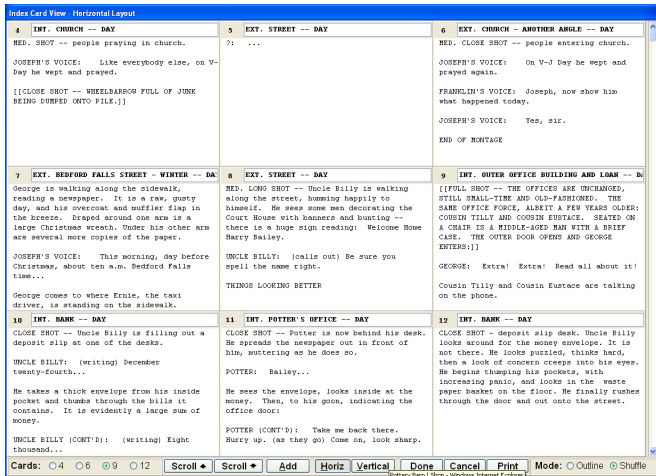 Index Card View - Horizontal Layout
4 INT. CHURCH -- DAY
MED. SHOT -- people praying in church.
JOSEPH'S VOICE: Like everybody else, on V-
Day he wept and prayed.
[[CLOSE SHOT -- WHEELBARROW FULL OF JUNK
BEING DUMPED ONTO PILE.]]
5 EXT. STREET -- DAY
?: ...
6 EXT. CHURCH - ANOTHER ANGLE -- DAY
MED. CLOSE SHOT -- people entering church.
JOSEPH'S VOICE: On V-J Day he wept and
prayed again.
FRANKLIN'S VOICE: Joseph, now show him
what happened today.
JOSEPH'S VOICE: Yes, sir.
END OF MONTAGE
7 EXT. BEDFORD FALLS STREET - WINTER -- DA
George is walking along the sidewalk,
reading a newspaper. It is a raw, gusty
day, and his overcoat and muffler flap in
the breeze. Draped around one arm is a
large Christmas wreath. Under his other arm
are several more copies of the paper.
JOSEPH'S VOICE: This morning, day before
Christmas, about ten a.m. Bedford Falls
time...
George comes to where Ernie, the taxi
driver, is standing on the sidewalk.
8 EXT. STREET -- DAY
MED. LONG SHOT -- Uncle Billy is walking
along the street, humming happily to
himself. He sees some men decorating the
Court House with banners and bunting --
there is a huge sign reading: Welcome Home
Harry Bailey.
UNCLE BILLY: (calls out) Be sure you
spell the name right.
THINGS LOOKING BETTER
9 INT. OUTER OFFICE BUILDING AND LOAN -- DA
[[FULL SHOT -- THE OFFICES ARE UNCHANGED,
STILL SMALL-TIME AND OLD-FASHIONED. THE
SAME OFFICE FORCE, ALBEIT A FEW YEARS OLDER:
COUSIN TILLY AND COUSIN EUSTACE. SEATED ON
A CHAIR IS A MIDDLE-AGED MAN WITH A BRIEF
CASE. THE OUTER DOOR OPENS AND GEORGE
ENTERS:]]
GEORGE: Extra! Extra! Read all about it!
Cousin Tilly and Cousin Eustace are talking
on the phone.
10 INT. BANK -- DAY
CLOSE SHOT -- Uncle Billy is filling out a
deposit slip at one of the desks.
UNCLE BILLY: (writing) December
twenty-fourth...
He takes a thick envelope from his inside
pocket and thumbs through the bills it
contains. It is evidently a large sum of
money.
UNCLE BILLY (CONT'D): (writing) Eight
thousand...
11 INT. POTTER'S OFFICE -- DAY
CLOSE SHOT -- Potter is now behind his desk.
He spreads the newspaper out in front of
him, muttering as he does so.
POTTER: Bailey...
He sees the envelope, looks inside at the
money. Then, to his goon, indicating the
office door:
POTTER (CONT'D): Take me back there.
Hurry up. (as they go) Come on, look sharp.
12 INT. BANK -- DAY
CLOSE SHOT - deposit slip desk. Uncle Billy
looks around for the money envelope. It is
not there. He looks puzzled, thinks hard,
then a look of concern creeps into his eyes.
He begins thumping his pockets, with
increasing panic, and looks in the waste
paper basket on the floor. He finally rushes
through the door and out onto the street.
Cards: 4 6 9 12 Scroll Scroll Add Horiz Vertical Done Cancel Print Mode: Outline Shuffle
Shop - Windows Internet Explorer